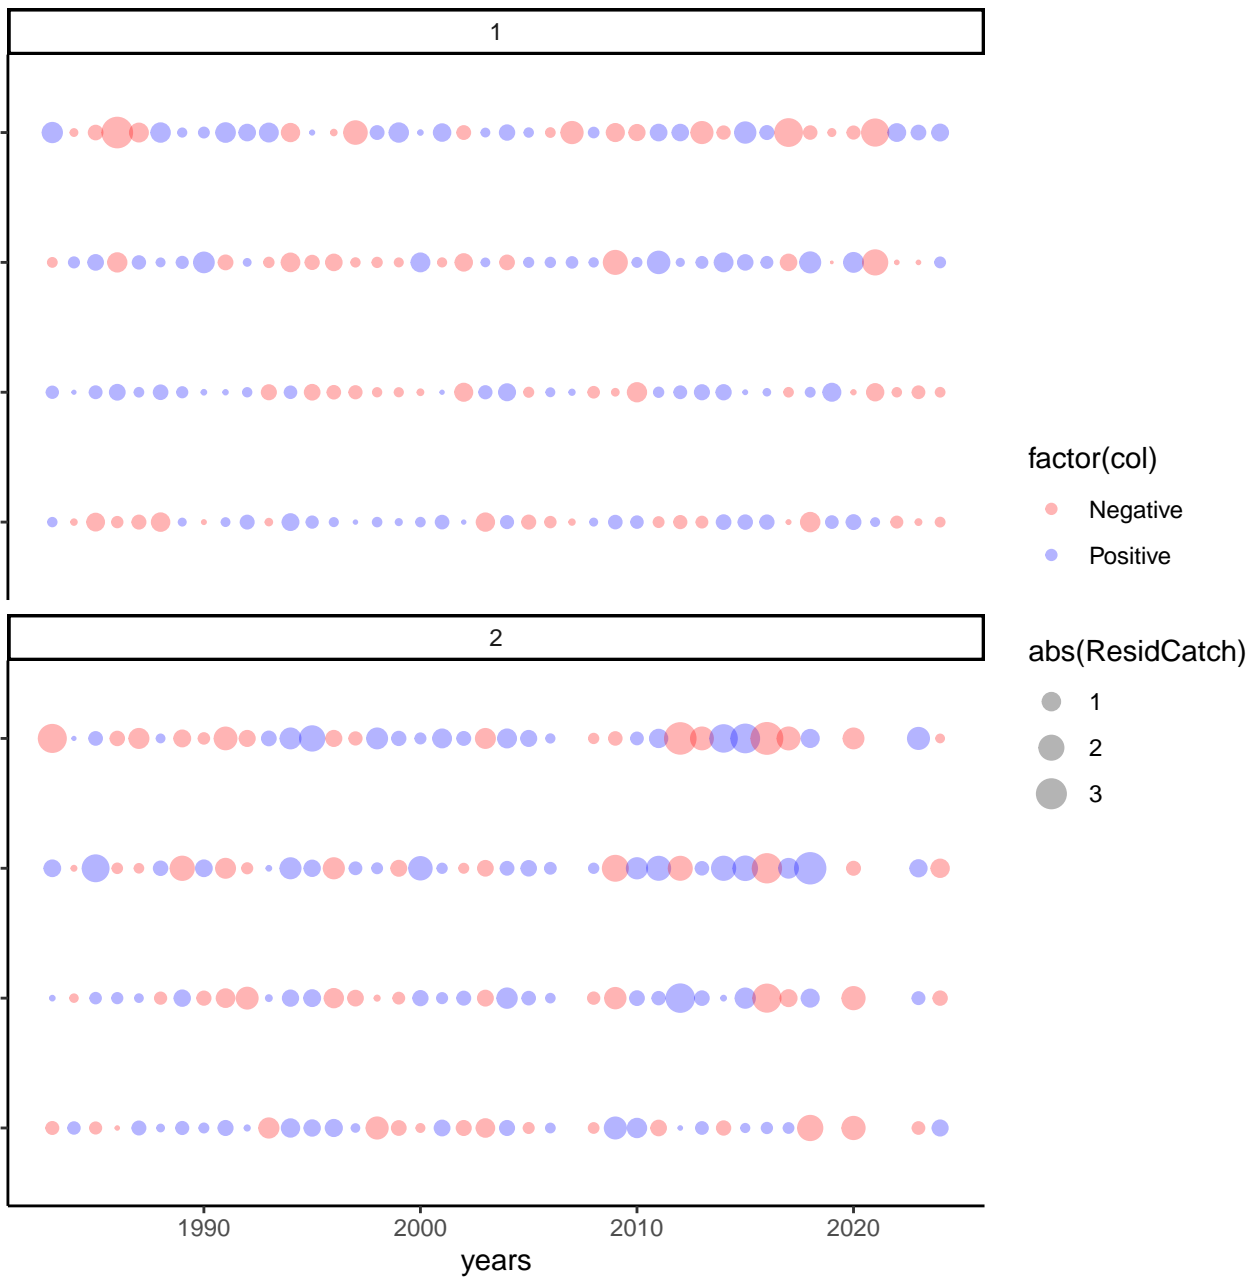 1
factor(col)
Negative
Positive
2
abs(ResidCatch)
1
2
3
1990 2000 2010 2020
years